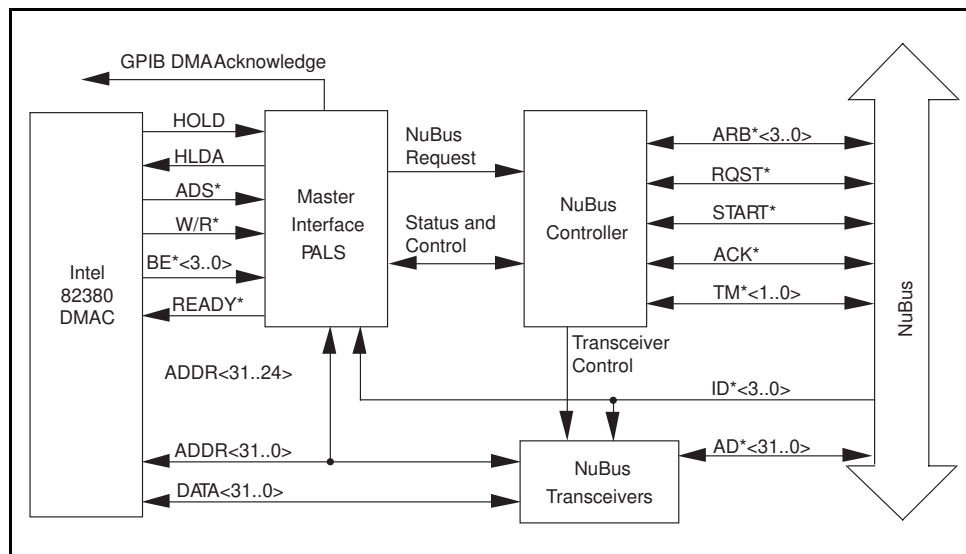 GPIB DMAAcknowledge
HOLD
HLDA
ADS*
W/R*
BE*<3..0>
READY*
Intel
82380
DMAC
Master
Interface
PALS
NuBus
Request
Status and
Control
NuBus
Controller
ARB*<3..0>
RQST*
START*
ACK*
TM*<1..0>
NuBus
Transceiver
Control
ADDR<31..24>
ID*<3..0>
ADDR<31..0>
DATA<31..0>
NuBus
Transceivers
AD*<31..0>